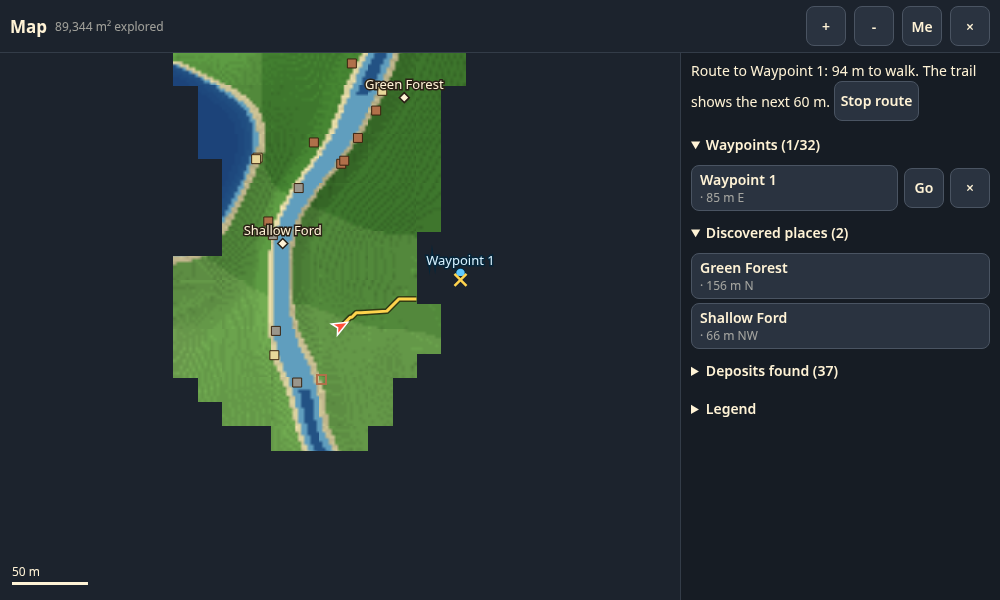 Map 89,344 m² explored
+ - Me ×
Green Forest
Shallow Ford
Waypoint 1
50 m
Route to Waypoint 1: 94 m to walk. The trail
shows the next 60 m. Stop route
▼ Waypoints (1/32)
Waypoint 1
· 85 m E
Go ×
▼ Discovered places (2)
Green Forest
· 156 m N
Shallow Ford
· 66 m NW
▶ Deposits found (37)
▶ Legend